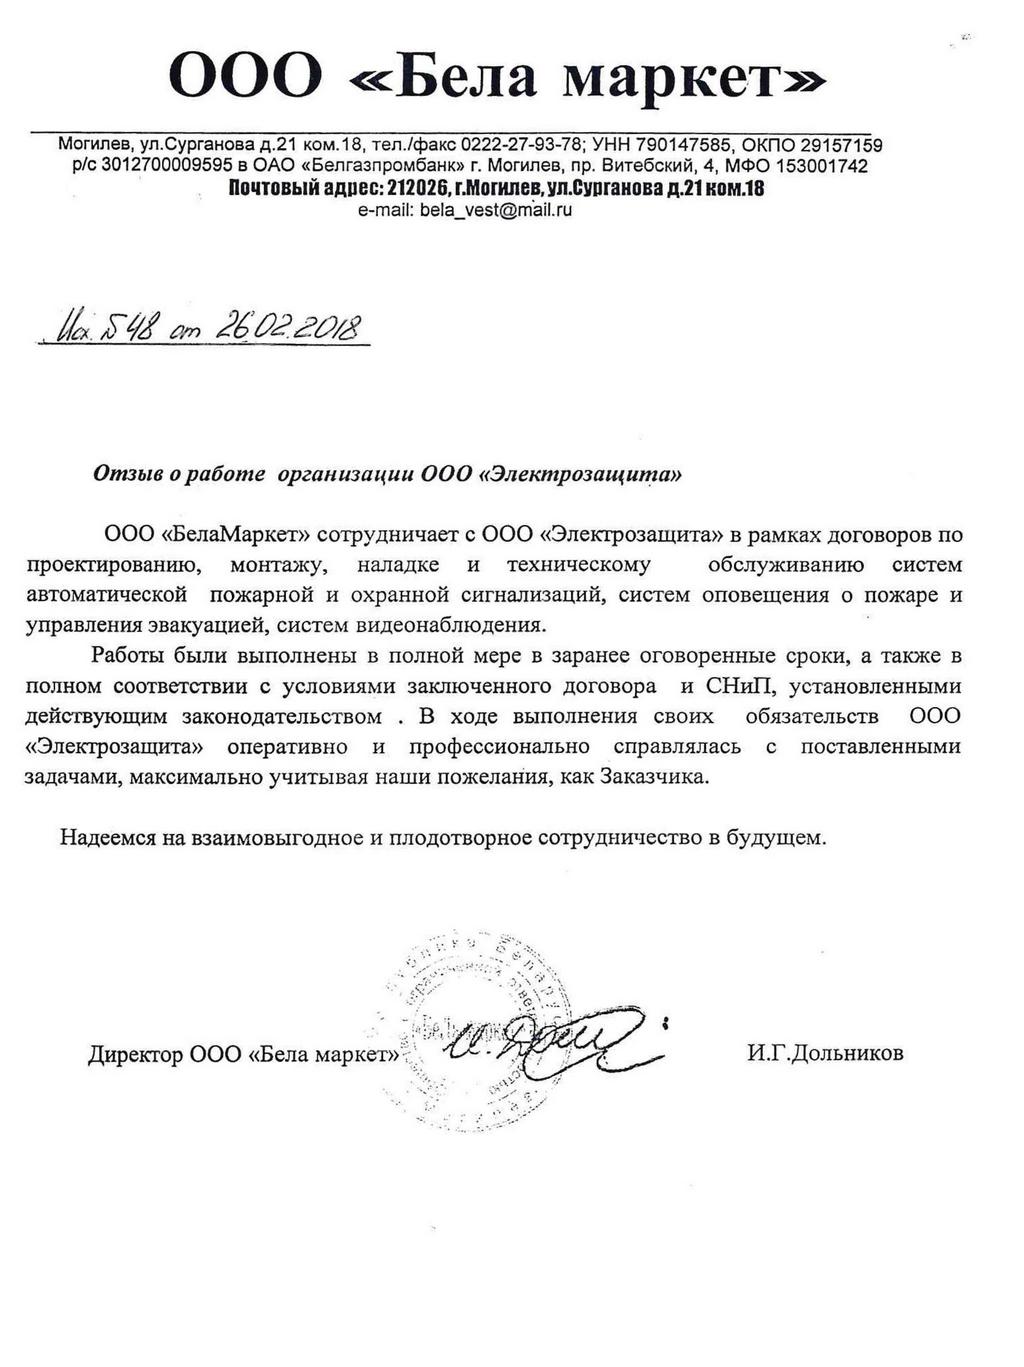 ООО «Бела маркет»
Могилев, ул.Сурганова д.21 ком.18, тел./факс 0222-27-93-78; УНН 790147585, ОКПО 29157159
р/с 3012700009595 в ОАО «Белгазпромбанк» г. Могилев, пр. Витебский, 4, МФО 153001742
Почтовый адрес: 212026, г.Могилев, ул.Сурганова д.21 ком.18
e-mail: bela_vest@mail.ru
Исх. №48 от 26.02.2018
Отзыв о работе организации ООО «Электрозащита»
ООО «БелаМаркет» сотрудничает с ООО «Электрозащита» в рамках договоров по
проектированию, монтажу, наладке и техническому обслуживанию систем
автоматической пожарной и охранной сигнализаций, систем оповещения о пожаре и
управления эвакуацией, систем видеонаблюдения.
Работы были выполнены в полной мере в заранее оговоренные сроки, а также в
полном соответствии с условиями заключенного договора и СНиП, установленными
действующим законодательством . В ходе выполнения своих обязательств ООО
«Электрозащита» оперативно и профессионально справлялась с поставленными
задачами, максимально учитывая наши пожелания, как Заказчика.
Надеемся на взаимовыгодное и плодотворное сотрудничество в будущем.
Директор ООО «Бела маркет»
И.Г.Дольников